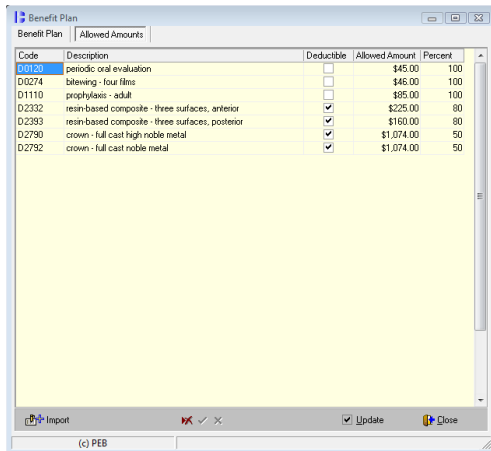 Benefit Plan
Benefit Plan Allowed Amounts
Code Description Deductible Allowed Amount Percent
D0120 periodic oral evaluation $45.00 100
D0274 bitewing - four films $46.00 100
D1110 prophylaxis - adult $85.00 100
D2332 resin-based composite - three surfaces, anterior $225.00 80
D2393 resin-based composite - three surfaces, posterior $160.00 80
D2790 crown - full cast high noble metal $1,074.00 50
D2792 crown - full cast noble metal $1,074.00 50
Import Update Close
(c) PEB